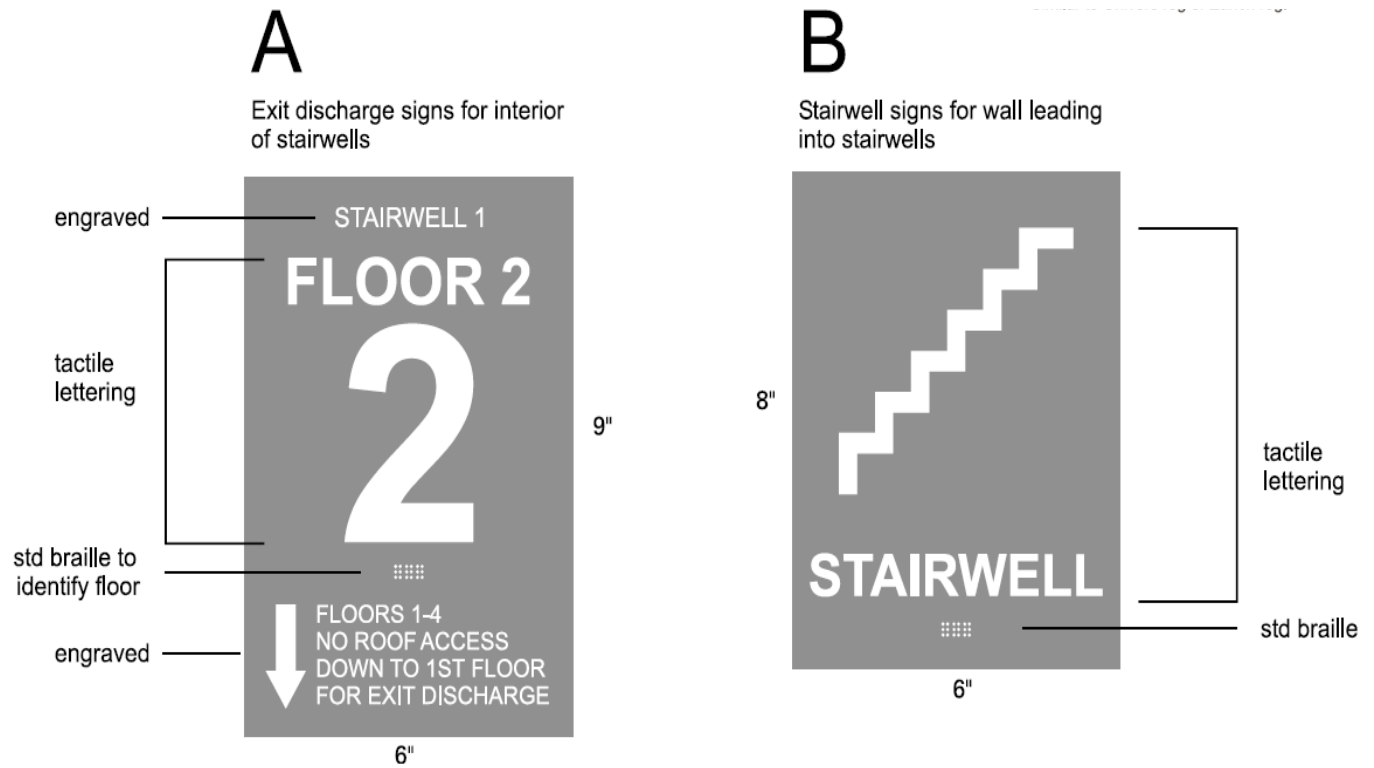 A
Exit discharge signs for interior
of stairwells
engraved
STAIRWELL 1
FLOOR 2
2
tactile
lettering
9"
std braille to
identify floor
engraved
FLOORS 1-4
NO ROOF ACCESS
DOWN TO 1ST FLOOR
FOR EXIT DISCHARGE
6"
B
Stairwell signs for wall leading
into stairwells
8"
tactile
lettering
STAIRWELL
std braille
6"